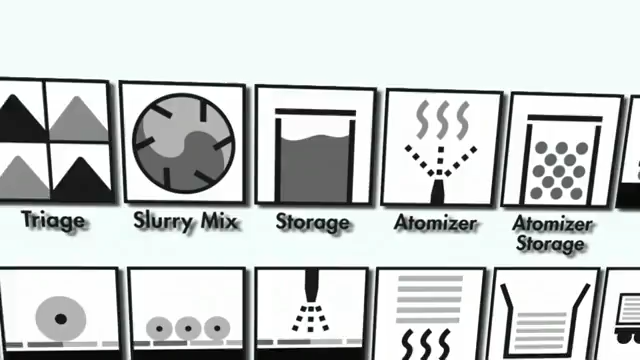 Triage
Slurry Mix
Storage
Atomizer
Atomizer
Storage